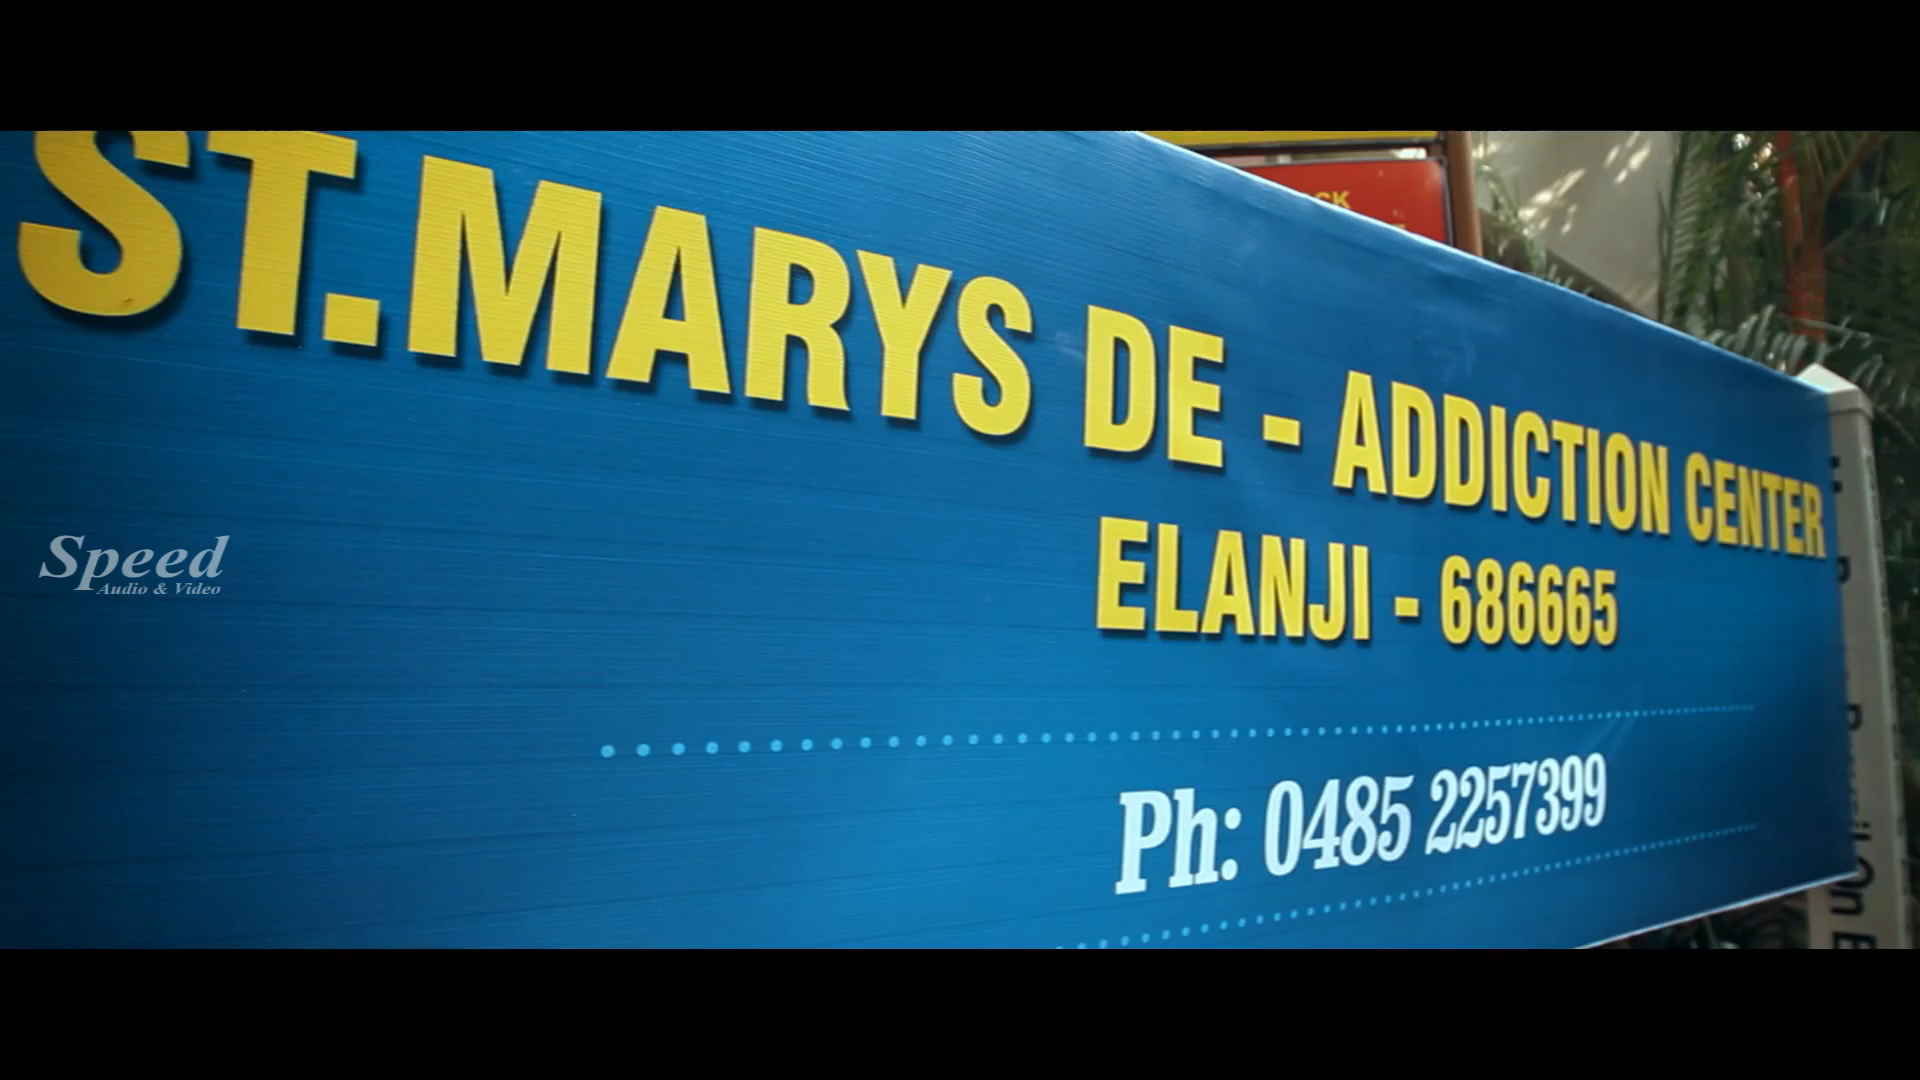 ST.MARYS DE - ADDICTION CENTER
ELANJI - 686665
Ph: 0485 2257399
Speed
Audio & Video